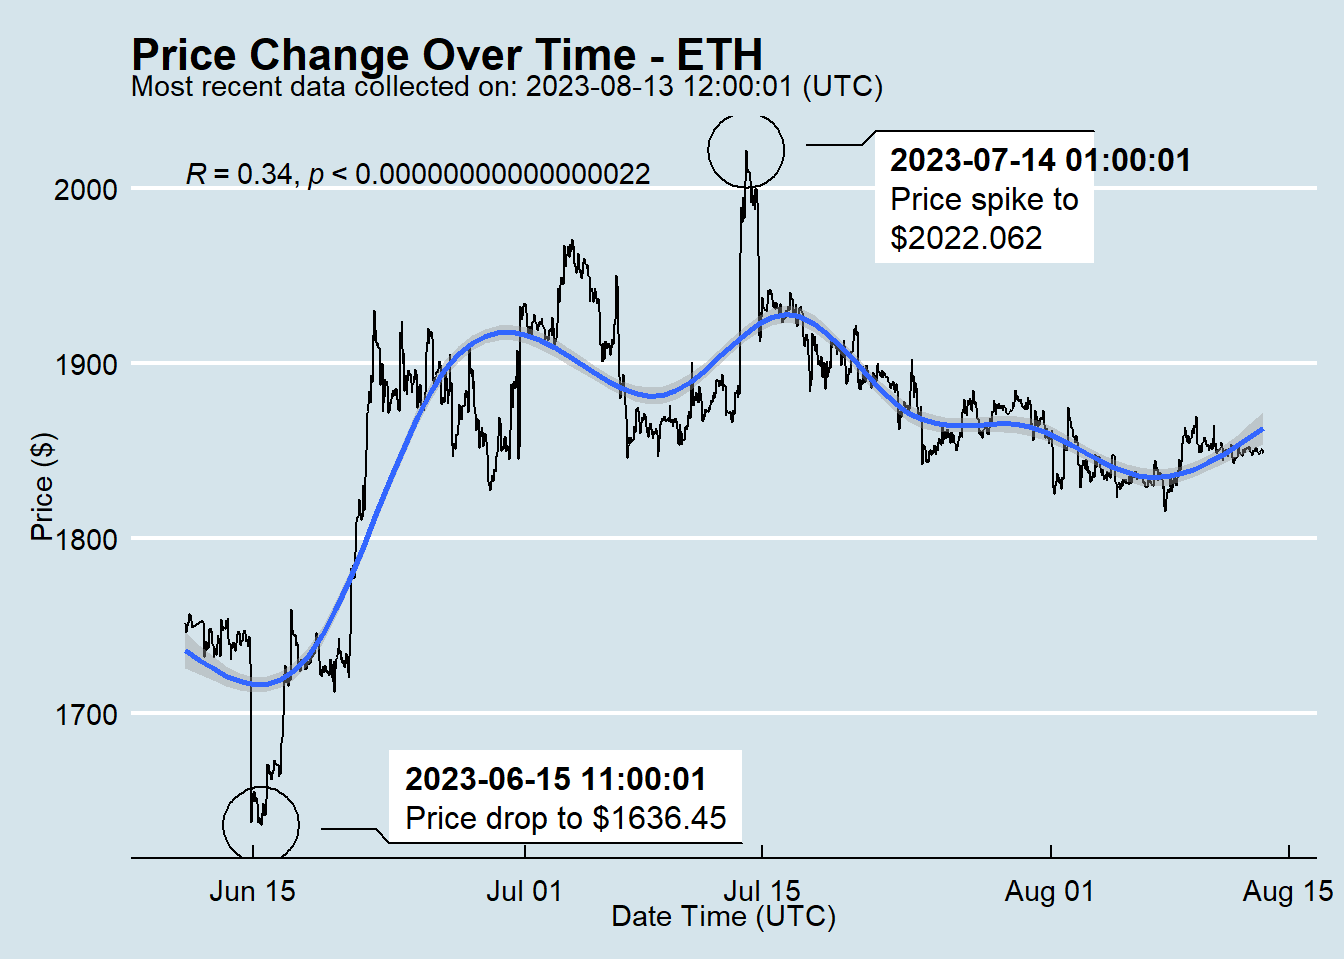 Price Change Over Time - ETH
Most recent data collected on: 2023-08-13 12:00:01 (UTC)
R = 0.34, p < 0.00000000000000022
2023-07-14 01:00:01
Price spike to
$2022.062
2000
1900
1800
1700
Price ($)
2023-06-15 11:00:01
Price drop to $1636.45
Jun 15
Jul 01
Jul 15
Aug 01
Aug 15
Date Time (UTC)